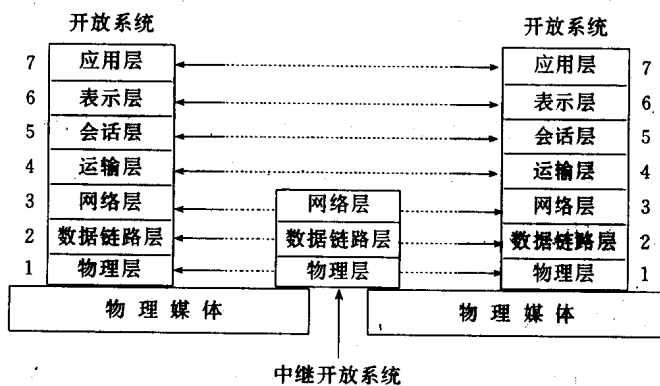 开放系统
开放系统
7 应用层 应用层 7
6 表示层 表示层 6
5 会话层 会话层 5
4 运输层 运输层 4
3 网络层 网络层 网络层 3
2 数据链路层 数据链路层 数据链路层 2
1 物理层 物理层 物理层 1
物理媒体 物理媒体
中继开放系统